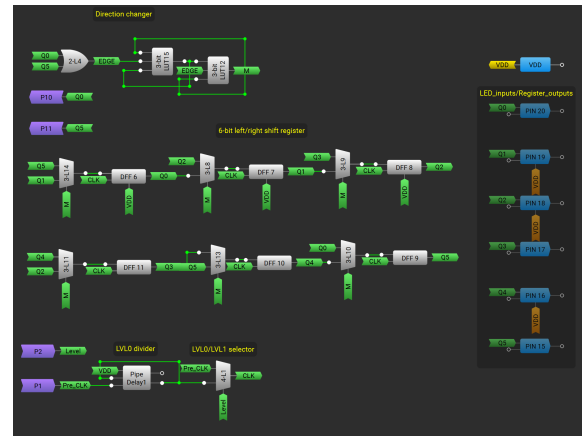 Direction changer
Q0
Q5
2-L4
EDGE
3-bit
LUT15
EDGE
3-bit
LUT12
M
VDD
VDD
P10
Q0
P11
Q5
LED_inputs/Register_outputs
Q0
PIN 20
6-bit left/right shift register
Q5
Q1
3-L14
M
CLK
DFF 6
VDD
Q0
Q2
3-L8
M
CLK
DFF 7
VDD
Q1
Q3
3-L9
M
CLK
DFF 8
VDD
Q2
Q1
PIN 19
VDD
Q2
PIN 18
VDD
Q3
PIN 17
Q4
Q2
3-L11
M
CLK
DFF 11
Q3
Q5
3-L13
M
CLK
DFF 10
Q4
Q0
3-L10
M
CLK
DFF 9
Q5
Q4
PIN 16
VDD
Q5
PIN 15
LVL0 divider
LVL0/LVL1 selector
P2
Level
P1
Pre_CLK
VDD
Pipe
Delay1
Pre_CLK
4-L1
Level
CLK